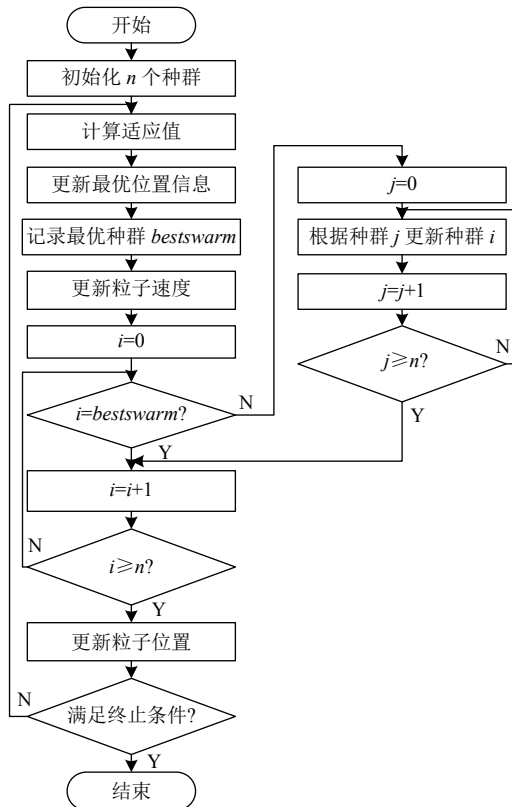 开始
初始化 n 个种群
计算适应值
更新最优位置信息
记录最优种群 bestswarm
更新粒子速度
i=0
i=bestswarm?
N
Y
j=0
根据种群 j 更新种群 i
j=j+1
j≥n?
N
Y
i=i+1
i≥n?
N
Y
更新粒子位置
满足终止条件?
N
Y
结束